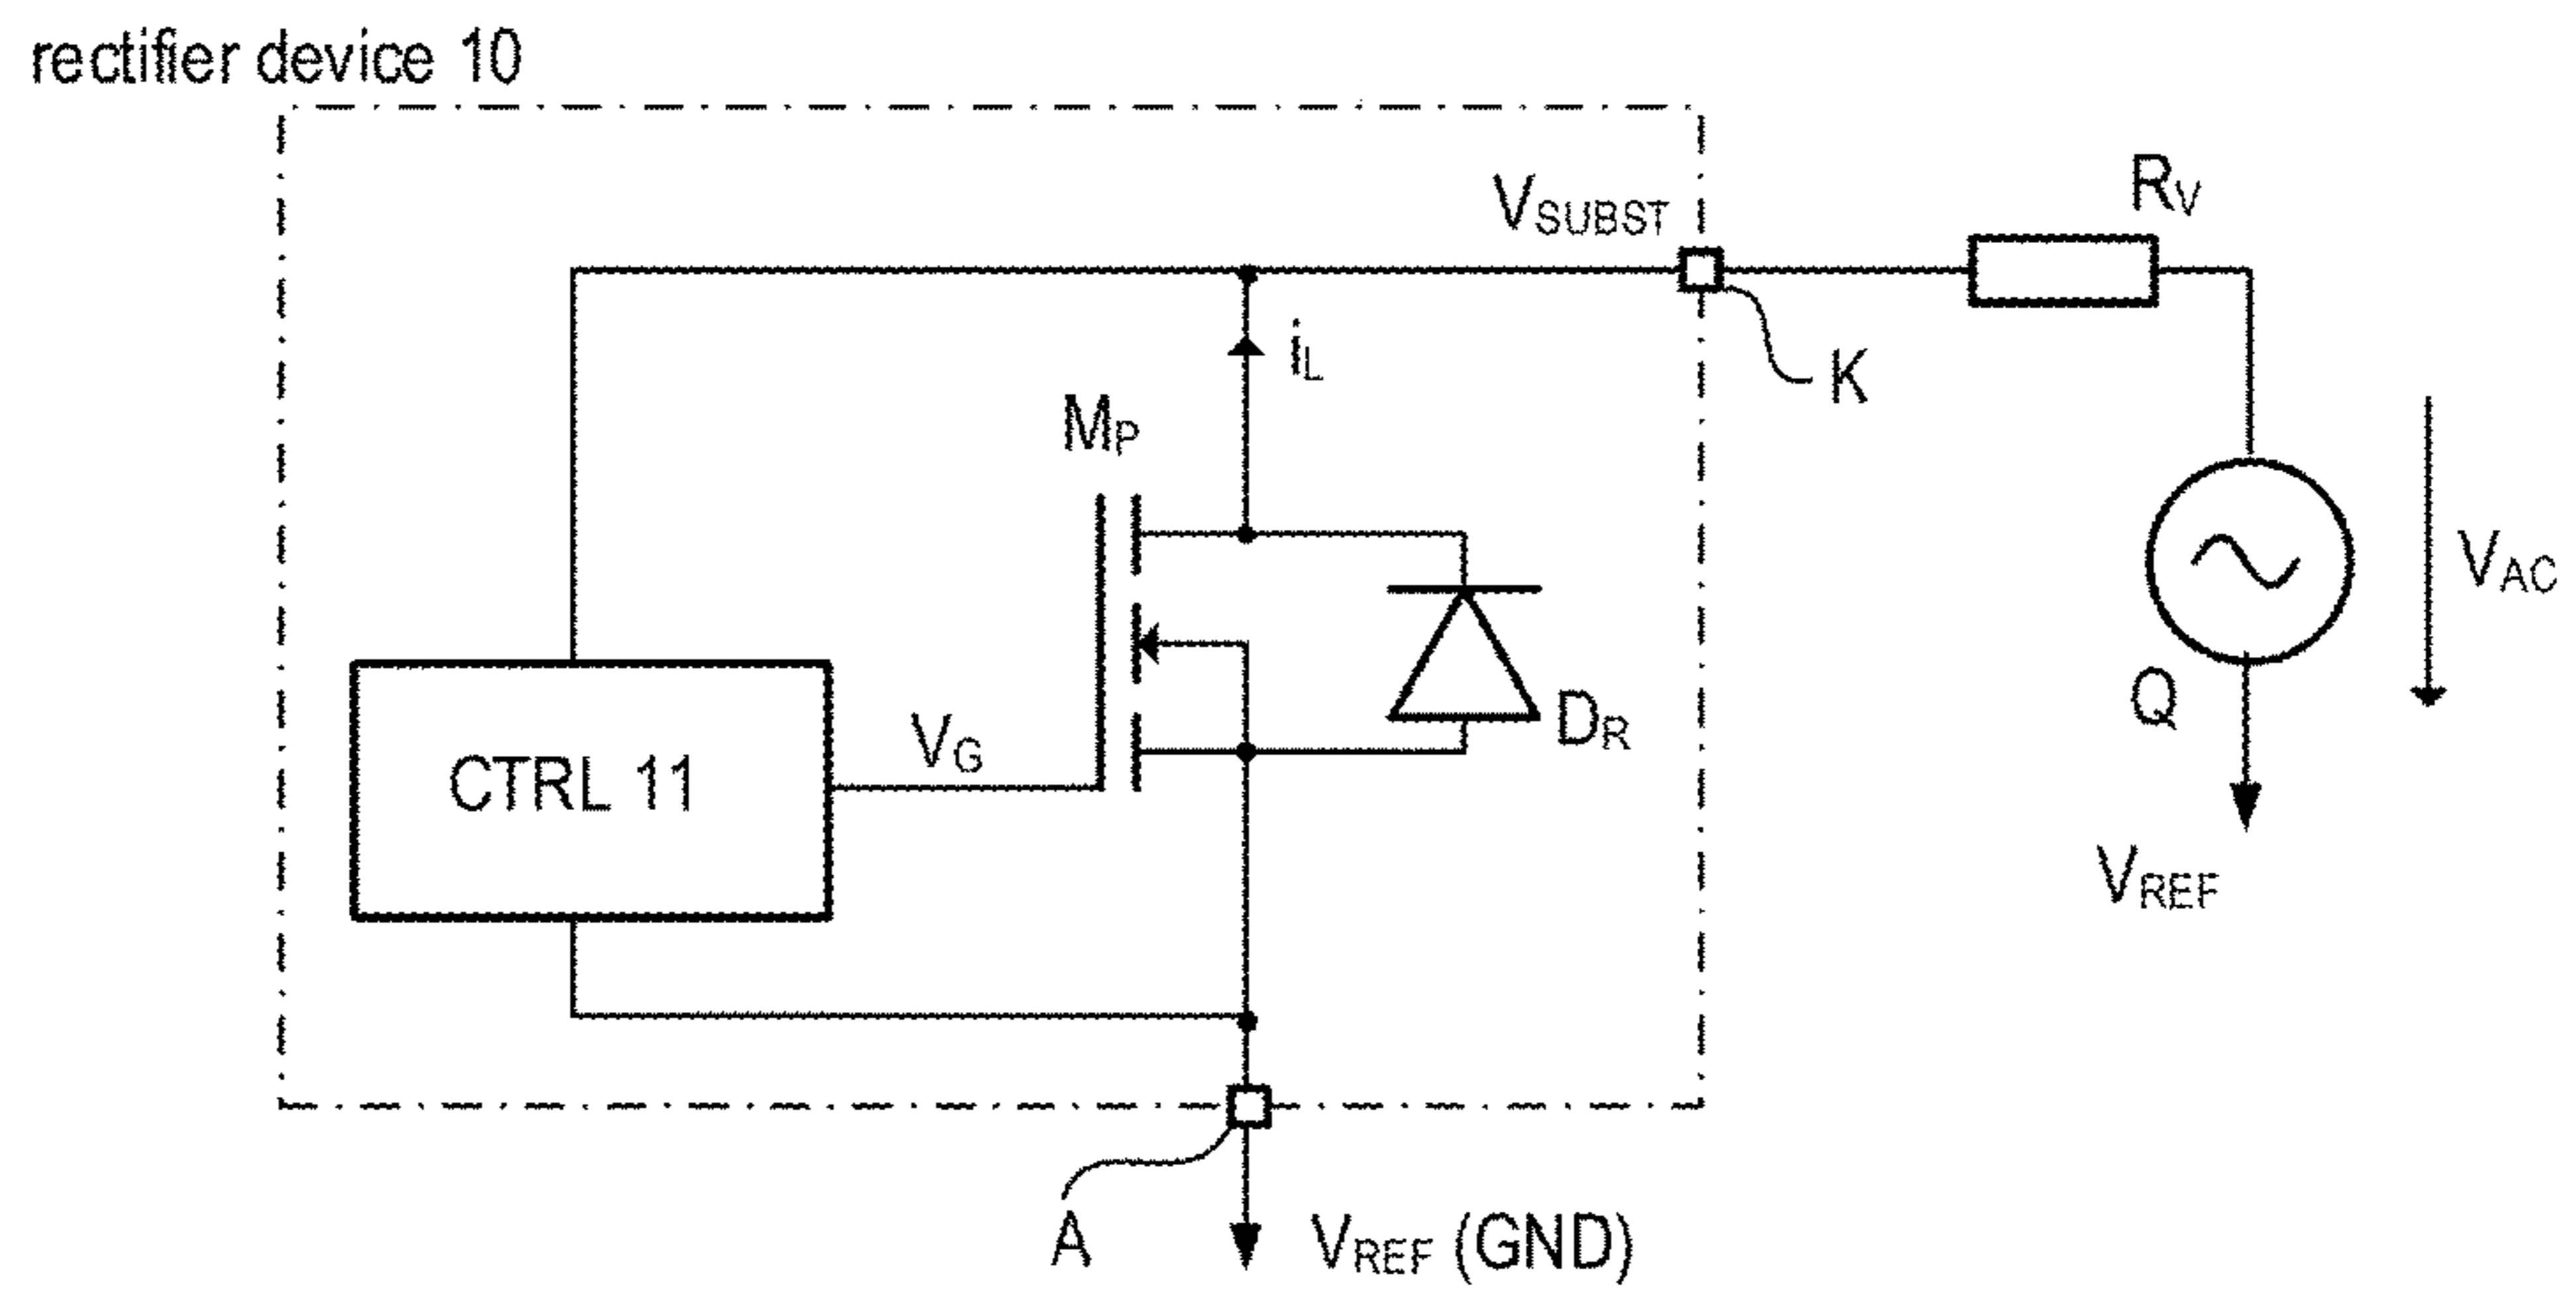 rectifier device 10
VSUBST
RV
iL
K
MP
VAC
DR
Q
VG
CTRL 11
VREF
A
VREF (GND)